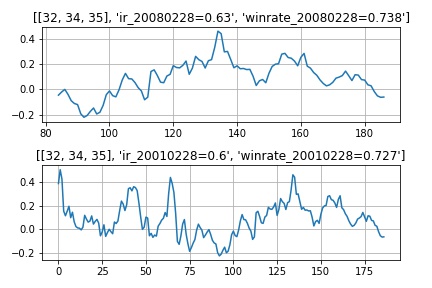 [[32, 34, 35], 'ir_20080228=0.63', 'winrate_20080228=0.738']
0.4
0.2
0.0
−0.2
80 100 120 140 160 180
[[32, 34, 35], 'ir_20010228=0.6', 'winrate_20010228=0.727']
0.4
0.2
0.0
−0.2
0 25 50 75 100 125 150 175